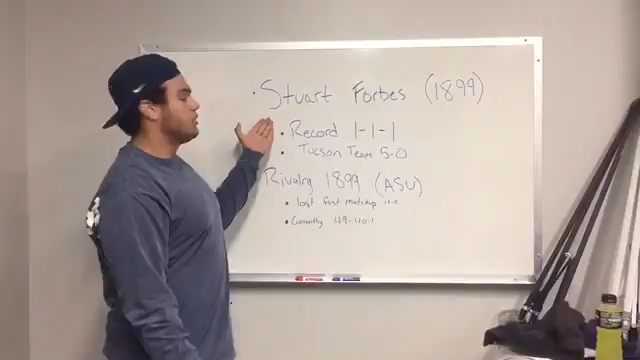 • Stuart Forbes (1899)
• Record 1-1-1
• Tucson Team 5-0
Rivalry 1899 (ASU)
• Lost first matchup 11-2
• Currently 49-40-1